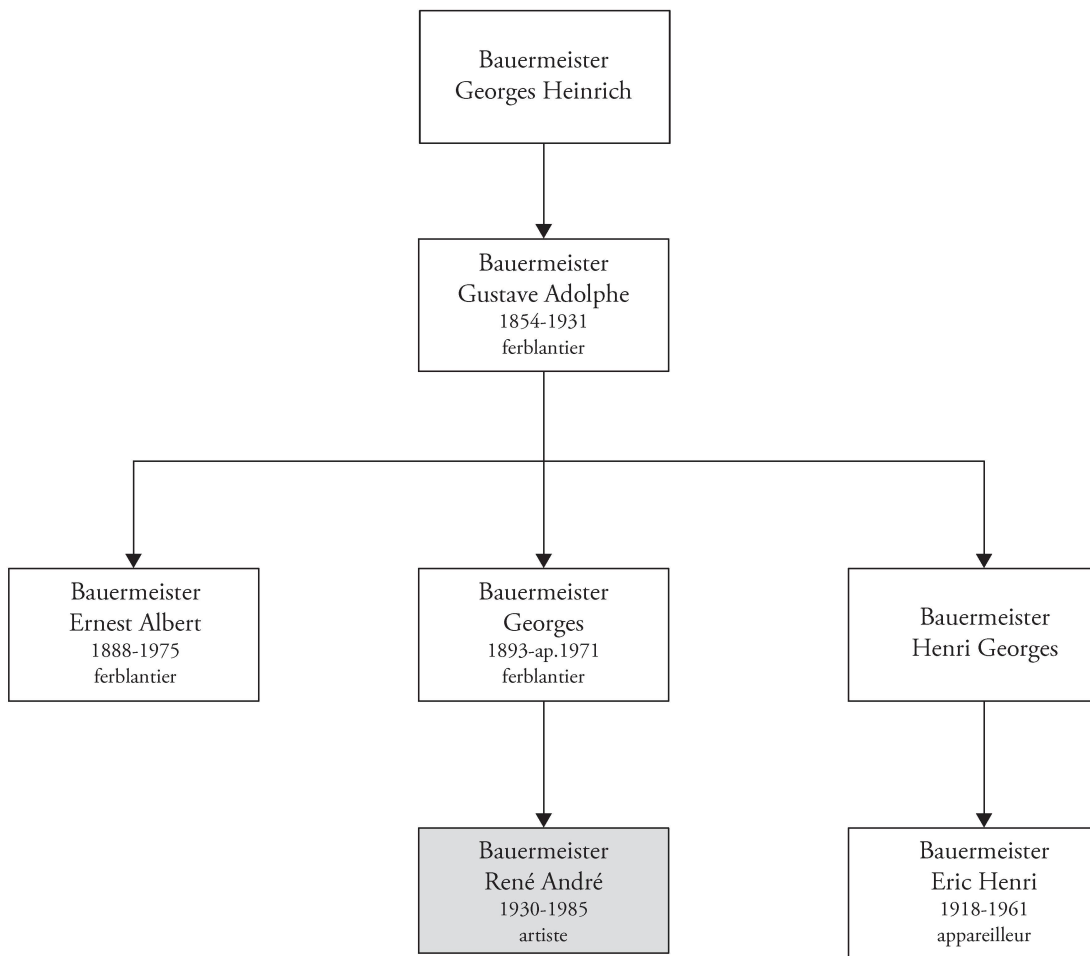 Bauermeister
Georges Heinrich
Bauermeister
Gustave Adolphe
1854-1931
ferblantier
Bauermeister
Ernest Albert
1888-1975
ferblantier
Bauermeister
Georges
1893-ap.1971
ferblantier
Bauermeister
Henri Georges
Bauermeister
René André
1930-1985
artiste
Bauermeister
Eric Henri
1918-1961
appareilleur